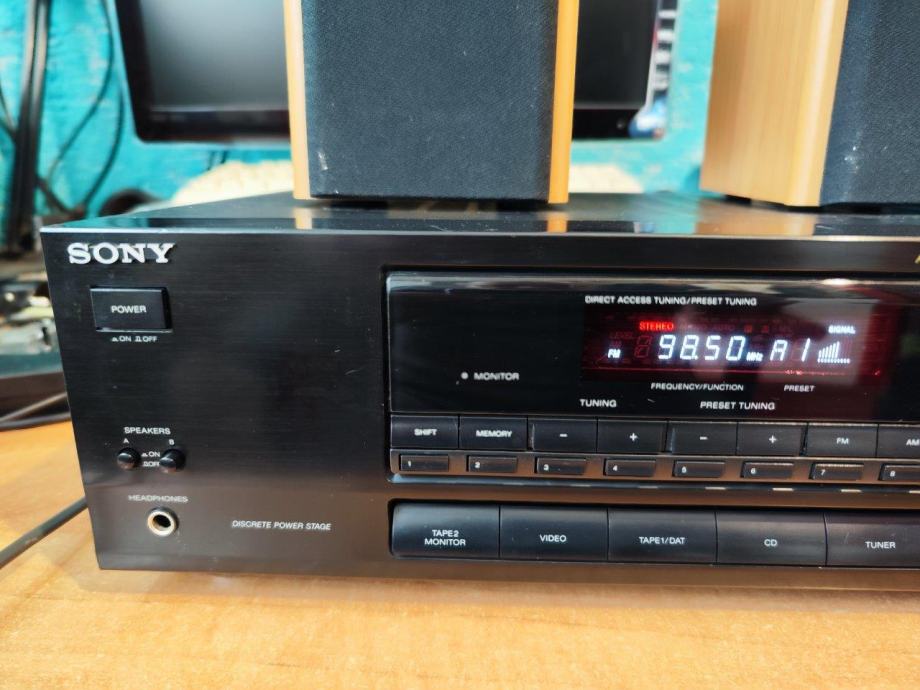 SONY
POWER
ON OFF
DIRECT ACCESS TUNING/PRESET TUNING
STEREO
SIGNAL
FM 98.50 MHz A 1
MONITOR
FREQUENCY/FUNCTION PRESET
TUNING PRESET TUNING
SHIFT MEMORY − + − + FM AM
1 2 3 4 5 6 7 8
SPEAKERS
A B
ON
OFF
HEADPHONES
DISCRETE POWER STAGE
TAPE2 MONITOR VIDEO TAPE1/DAT CD TUNER